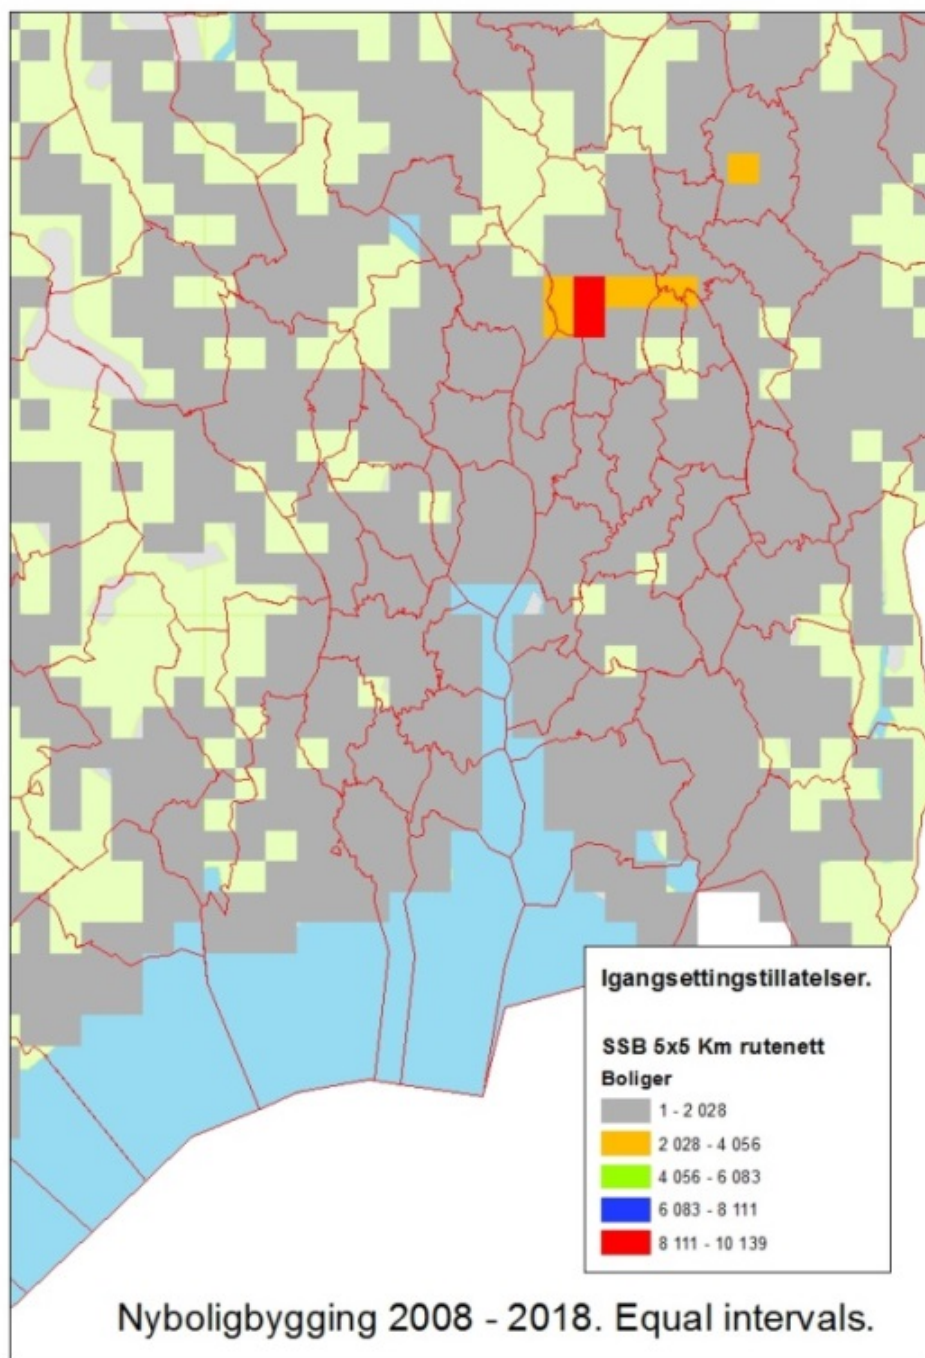 Igangsettingstillatelser.
SSB 5x5 Km rutenett
Boliger
1 - 2 028
2 028 - 4 056
4 056 - 6 083
6 083 - 8 111
8 111 - 10 139
Nyboligbygging 2008 - 2018. Equal intervals.